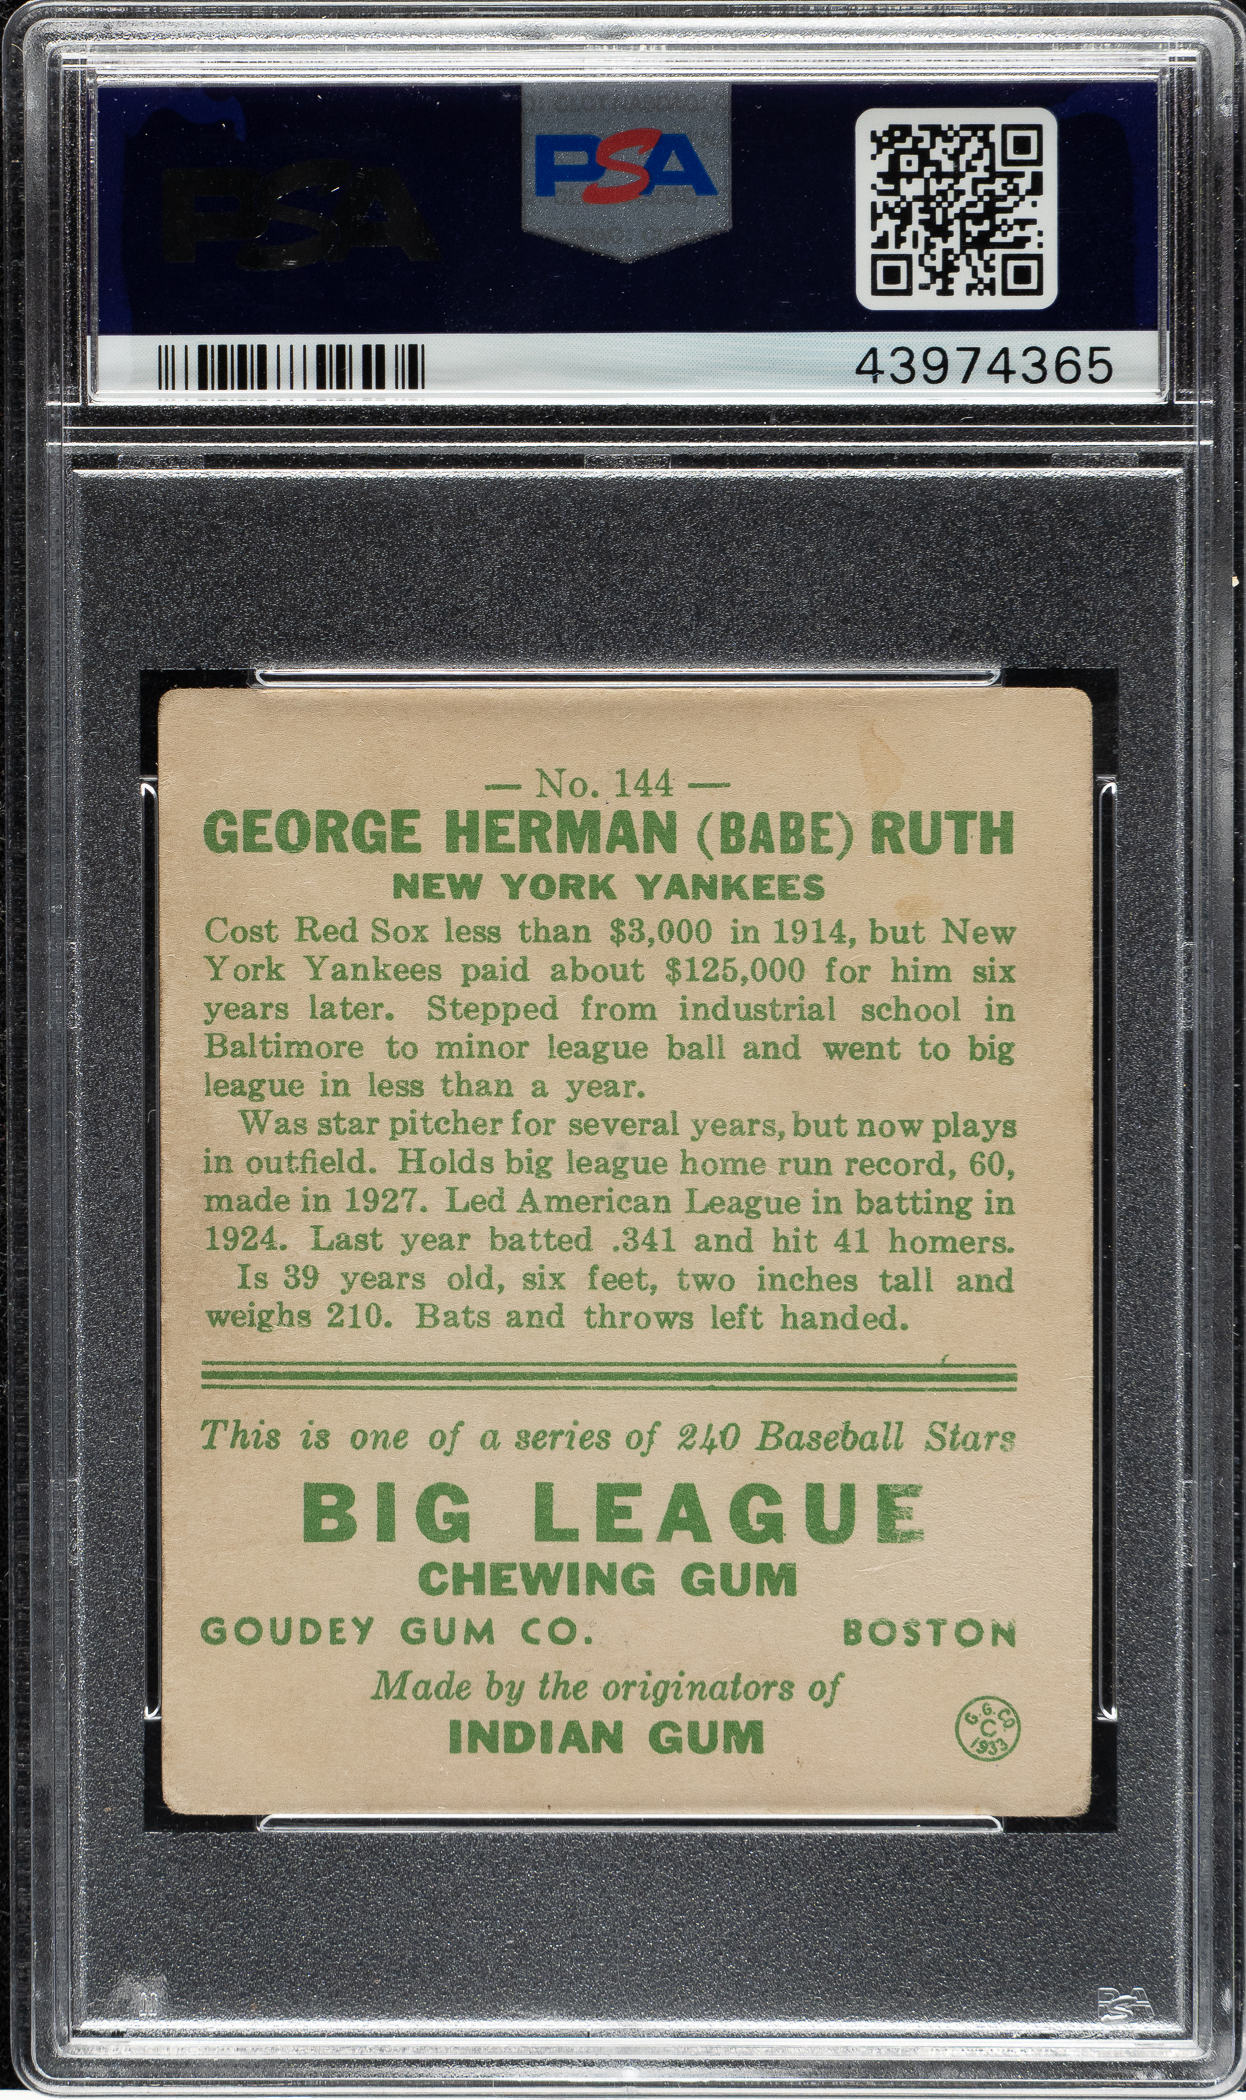 PSA
PSA
43974365
— No. 144 —
GEORGE HERMAN (BABE) RUTH
NEW YORK YANKEES
Cost Red Sox less than $3,000 in 1914, but New
York Yankees paid about $125,000 for him six
years later. Stepped from industrial school in
Baltimore to minor league ball and went to big
league in less than a year.
Was star pitcher for several years, but now plays
in outfield. Holds big league home run record, 60,
made in 1927. Led American League in batting in
1924. Last year batted .341 and hit 41 homers.
Is 39 years old, six feet, two inches tall and
weighs 210. Bats and throws left handed.
This is one of a series of 240 Baseball Stars
BIG LEAGUE
CHEWING GUM
GOUDEY GUM CO. BOSTON
Made by the originators of
INDIAN GUM
G. G. CO.
C
1933
PSA